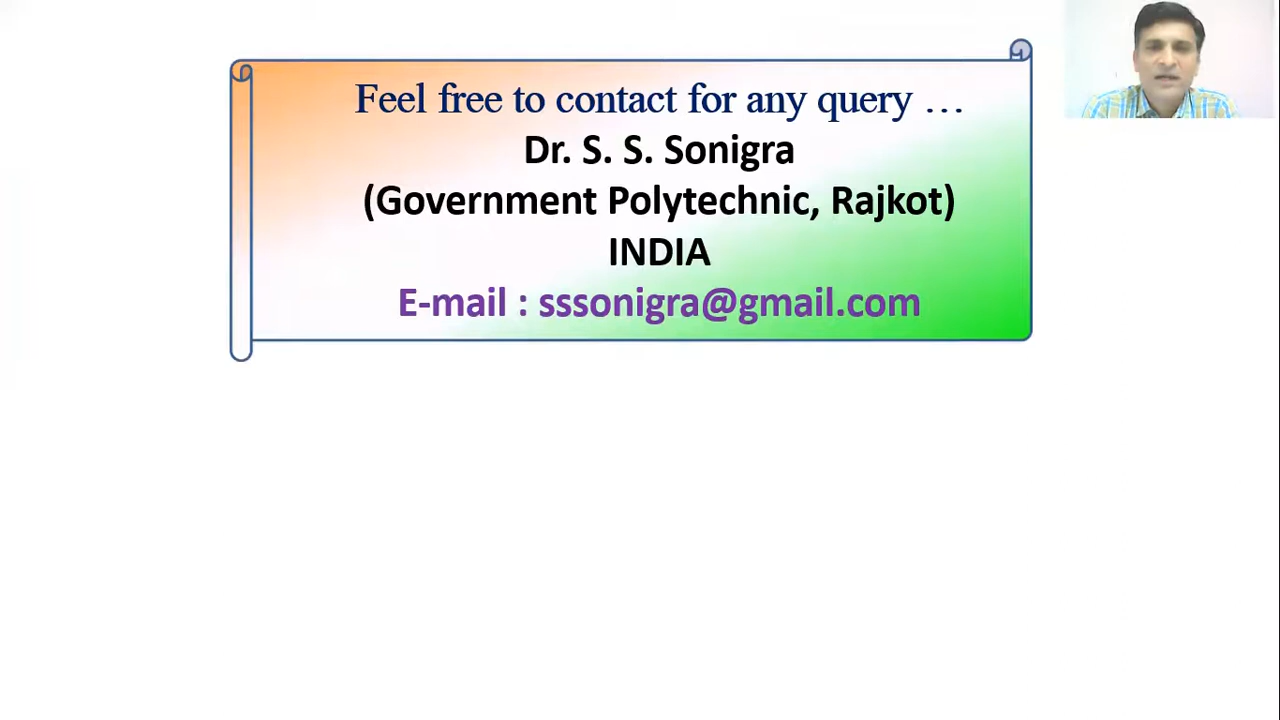 Feel free to contact for any query …
Dr. S. S. Sonigra
(Government Polytechnic, Rajkot)
INDIA
E-mail : sssonigra@gmail.com